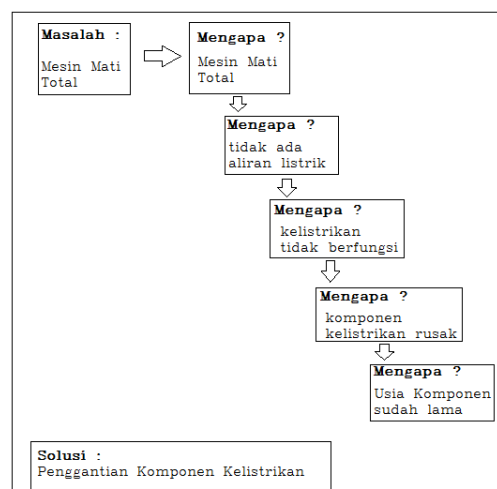 Masalah :
Mesin Mati
Total
Mengapa ?
Mesin Mati
Total
Mengapa ?
tidak ada
aliran listrik
Mengapa ?
kelistrikan
tidak berfungsi
Mengapa ?
komponen
kelistrikan rusak
Mengapa ?
Usia Komponen
sudah lama
Solusi :
Penggantian Komponen Kelistrikan